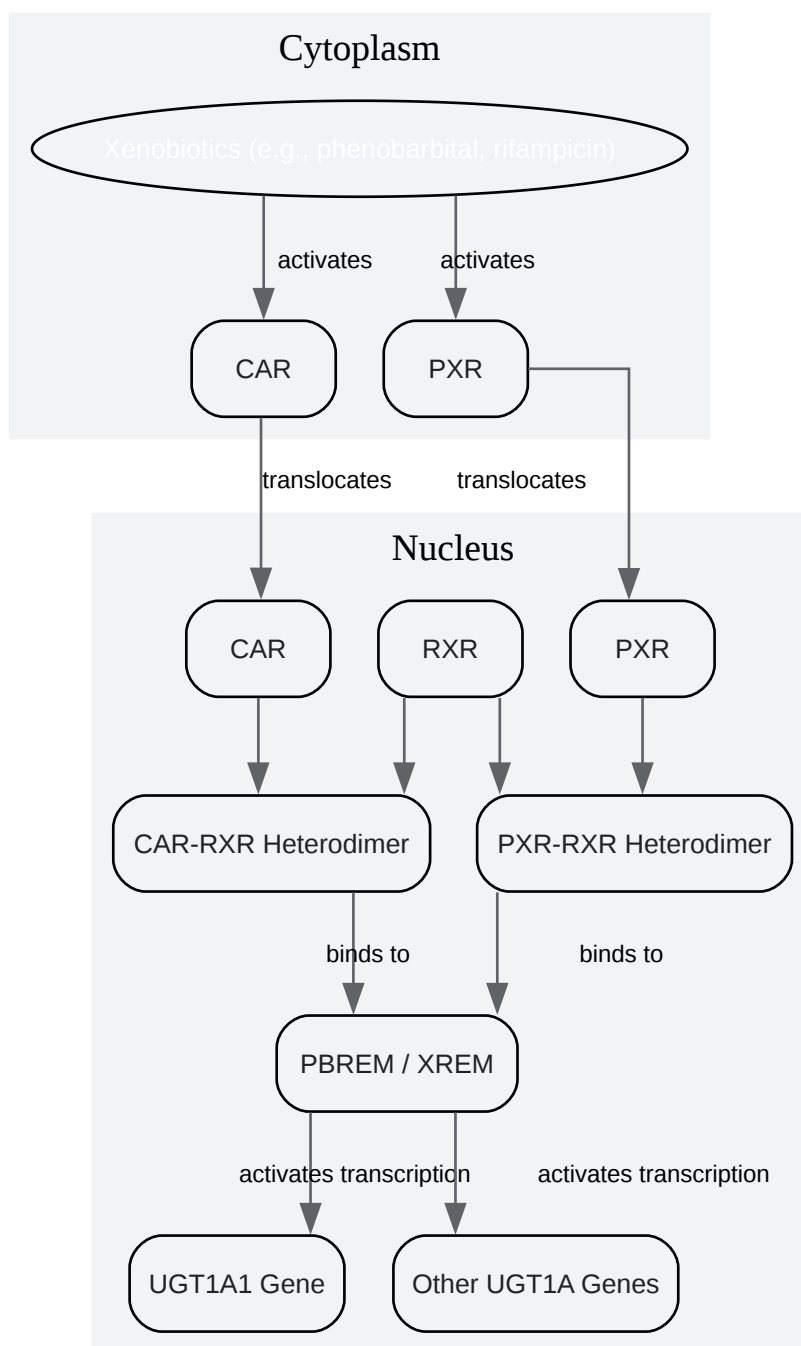 Cytoplasm
Xenobiotics (e.g., phenobarbital, rifampicin)
activates
activates
CAR
PXR
translocates
translocates
Nucleus
CAR
RXR
PXR
CAR-RXR Heterodimer
PXR-RXR Heterodimer
binds to
binds to
PBREM / XREM
activates transcription
activates transcription
UGT1A1 Gene
Other UGT1A Genes